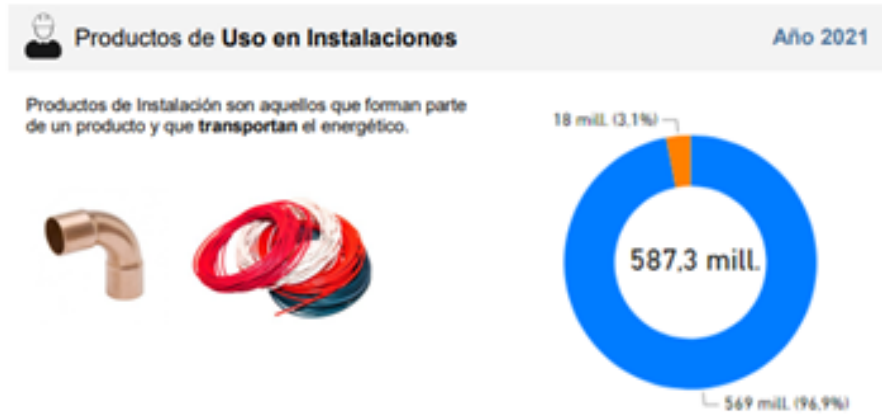 Productos de Uso en Instalaciones
Año 2021
Productos de Instalación son aquellos que forman parte
de un producto y que transportan el energético.
18 mill. (3,1%)
587,3 mill.
569 mill. (96,9%)